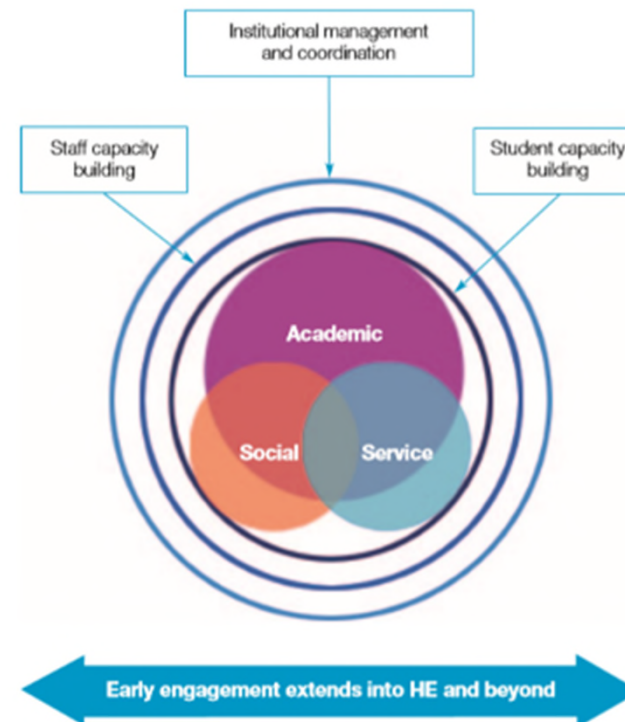 Institutional management
and coordination
Staff capacity
building
Student capacity
building
Academic
Social
Service
Early engagement extends into HE and beyond